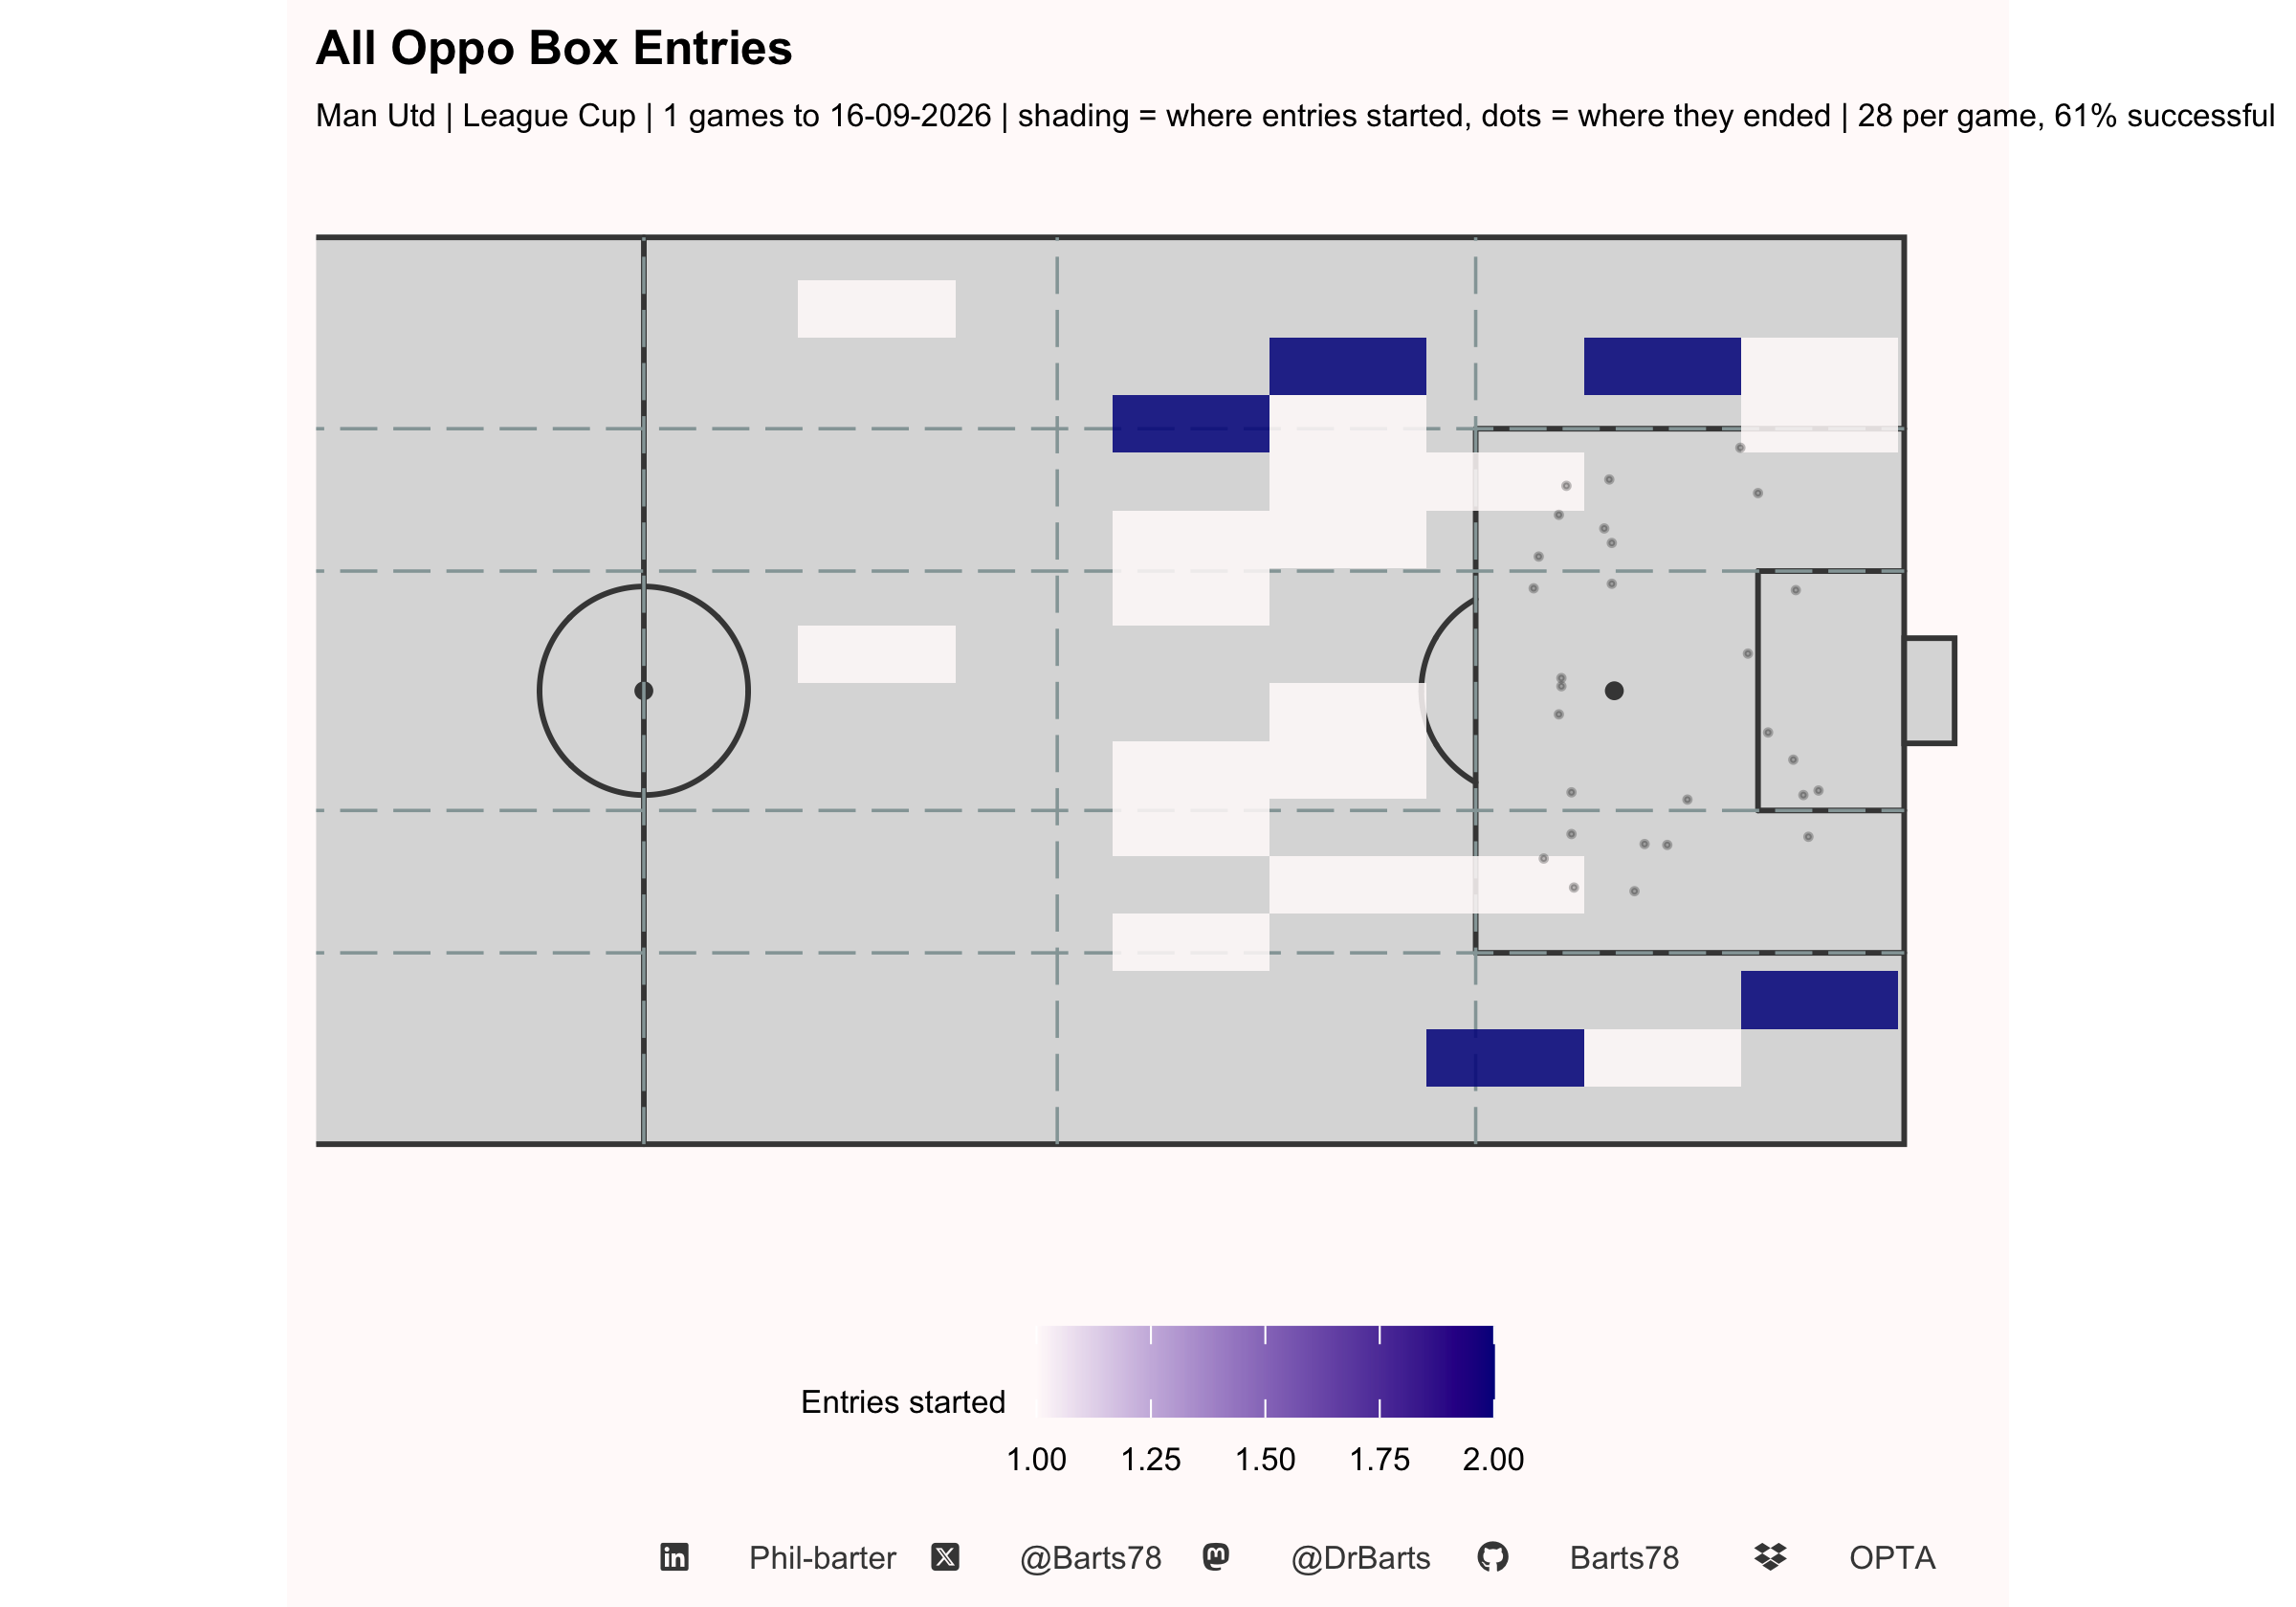 All Oppo Box Entries
Man Utd | League Cup | 1 games to 16-09-2026 | shading = where entries started, dots = where they ended | 28 per game, 61% successful
Entries started
1.00 1.25 1.50 1.75 2.00
Phil-barter @Barts78 @DrBarts Barts78 OPTA